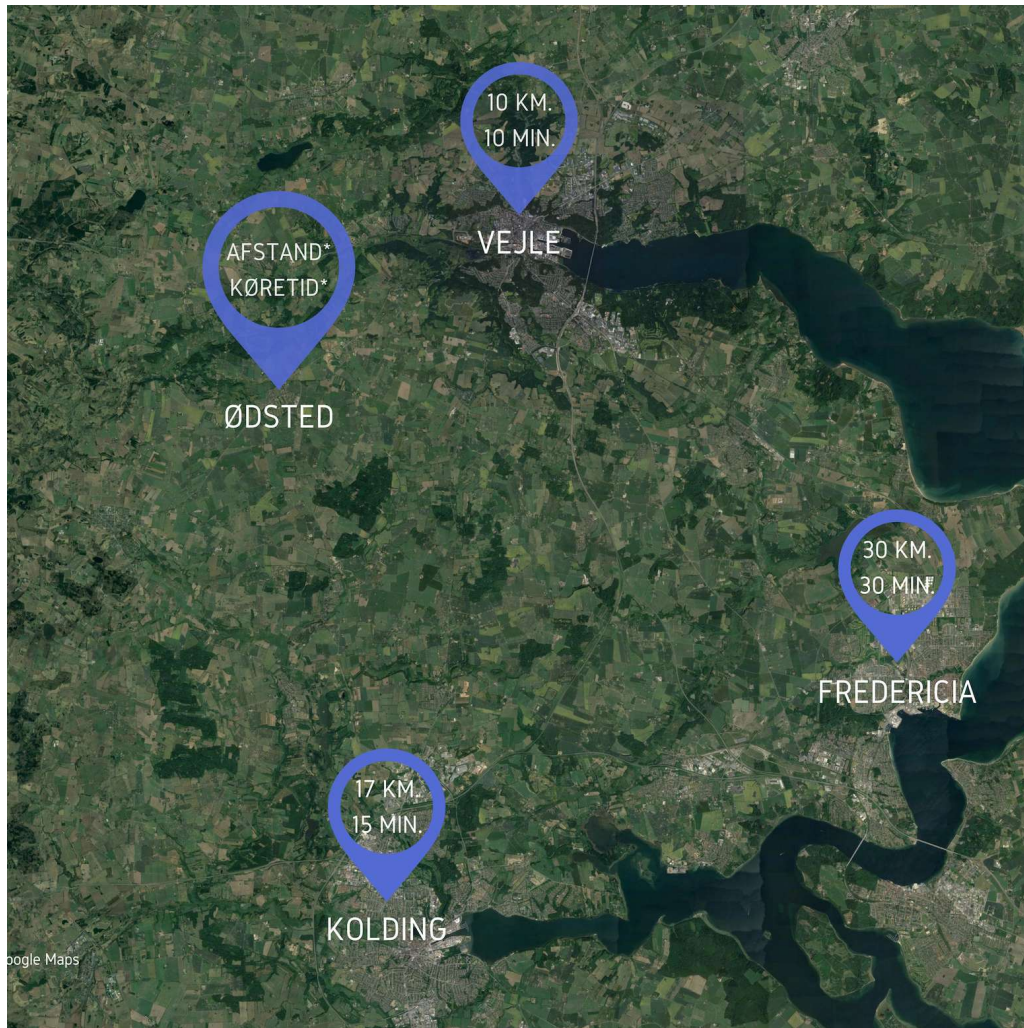 10 KM.
10 MIN.
VEJLE
AFSTAND*
KØRETID*
ØDSTED
30 KM.
30 MIN.
FREDERICIA
17 KM.
15 MIN.
KOLDING
oogle Maps